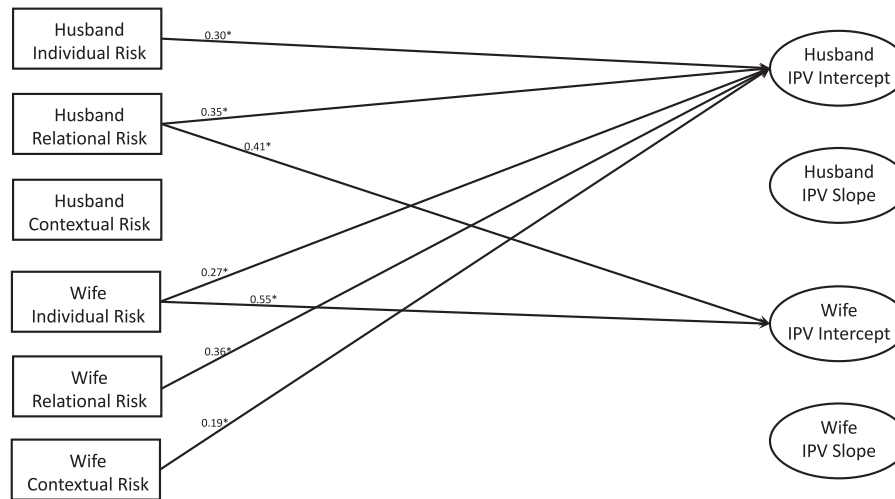 Husband
Individual Risk
0.30*
Husband
IPV Intercept
Husband
Relational Risk
0.35*
0.41*
Husband
Contextual Risk
Husband
IPV Slope
Wife
Individual Risk
0.27*
0.55*
Wife
IPV Intercept
Wife
Relational Risk
0.36*
Wife
Contextual Risk
0.19*
Wife
IPV Slope